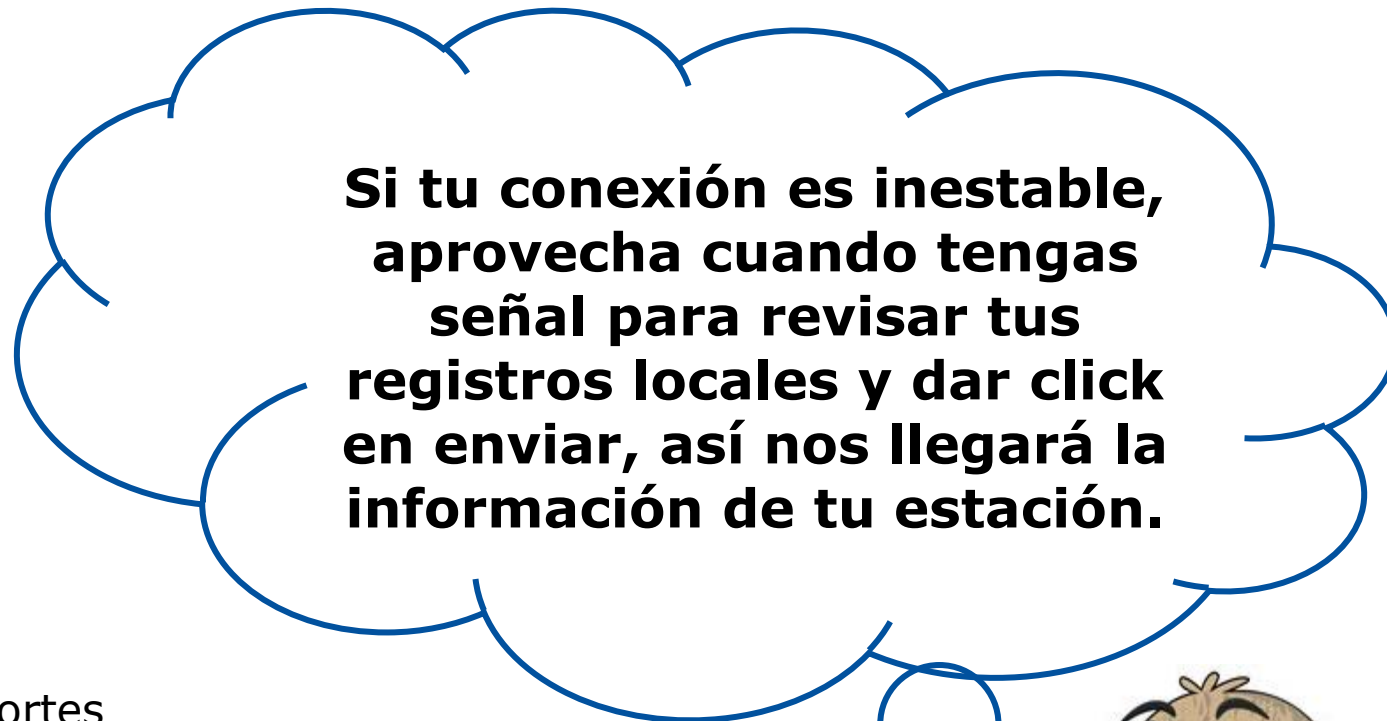 Si tu conexión es inestable,
aprovecha cuando tengas
señal para revisar tus
registros locales y dar click
en enviar, así nos llegará la
información de tu estación.